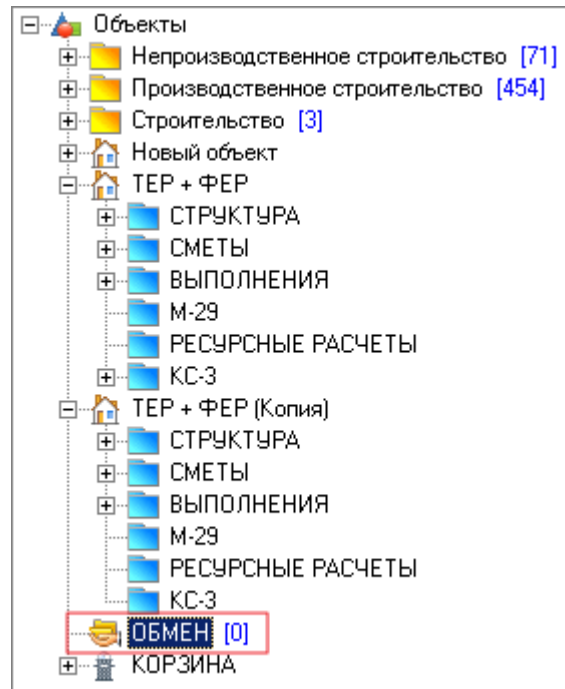 Объекты
Непроизводственное строительство [71]
Производственное строительство [454]
Строительство [3]
Новый объект
ТЕР + ФЕР
СТРУКТУРА
СМЕТЫ
ВЫПОЛНЕНИЯ
М-29
РЕСУРСНЫЕ РАСЧЕТЫ
КС-3
ТЕР + ФЕР (Копия)
СТРУКТУРА
СМЕТЫ
ВЫПОЛНЕНИЯ
М-29
РЕСУРСНЫЕ РАСЧЕТЫ
КС-3
ОБМЕН [0]
КОРЗИНА